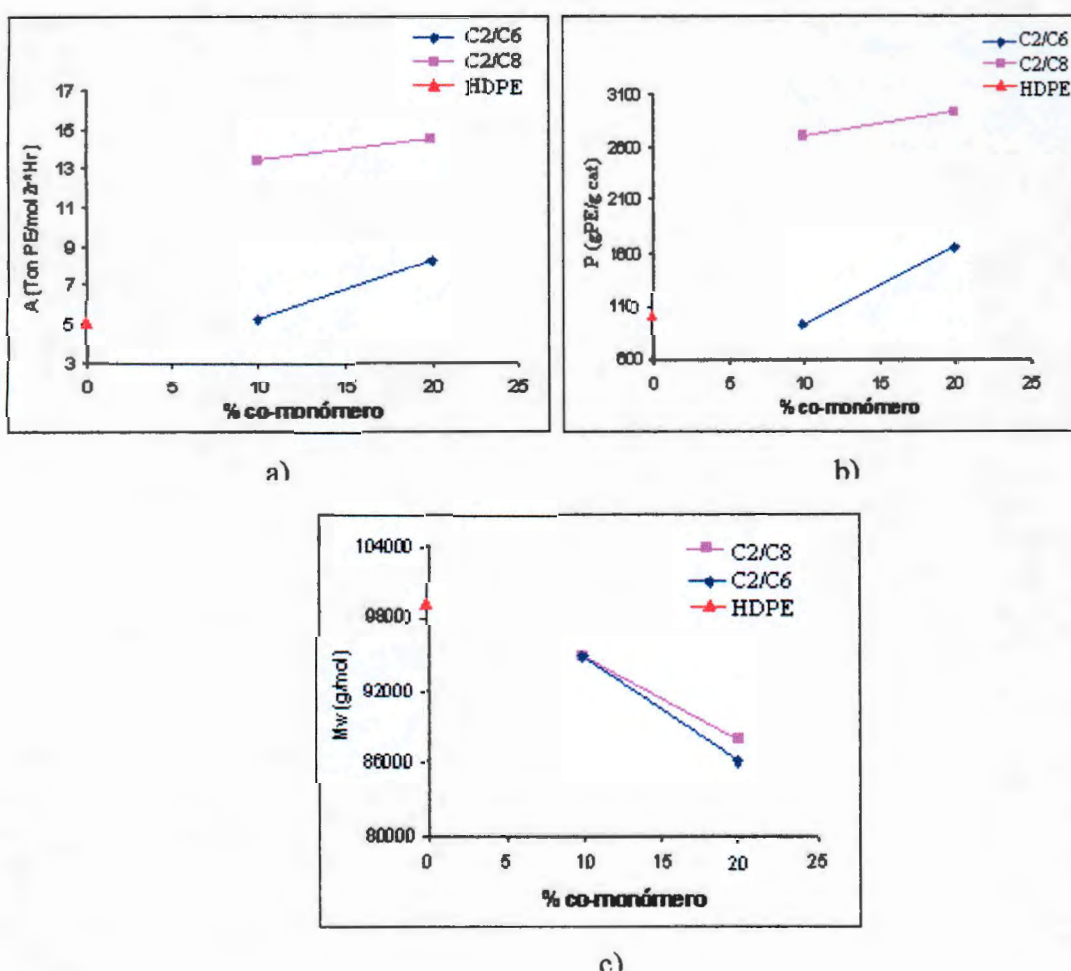 C2/C6
C2/C8
HDPE
A (Ton PE/mol Zr*Hr)
17
15
13
11
9
7
5
3
0 5 10 15 20 25
% co-monómero
a)
C2/C6
C2/C8
HDPE
P (gPE/g cat)
3100
2600
2100
1600
1100
600
0 5 10 15 20 25
% co-monómero
b)
C2/C8
C2/C6
HDPE
Mw (g/mol)
104000
98000
92000
86000
80000
0 5 10 15 20 25
% co-monómero
c)